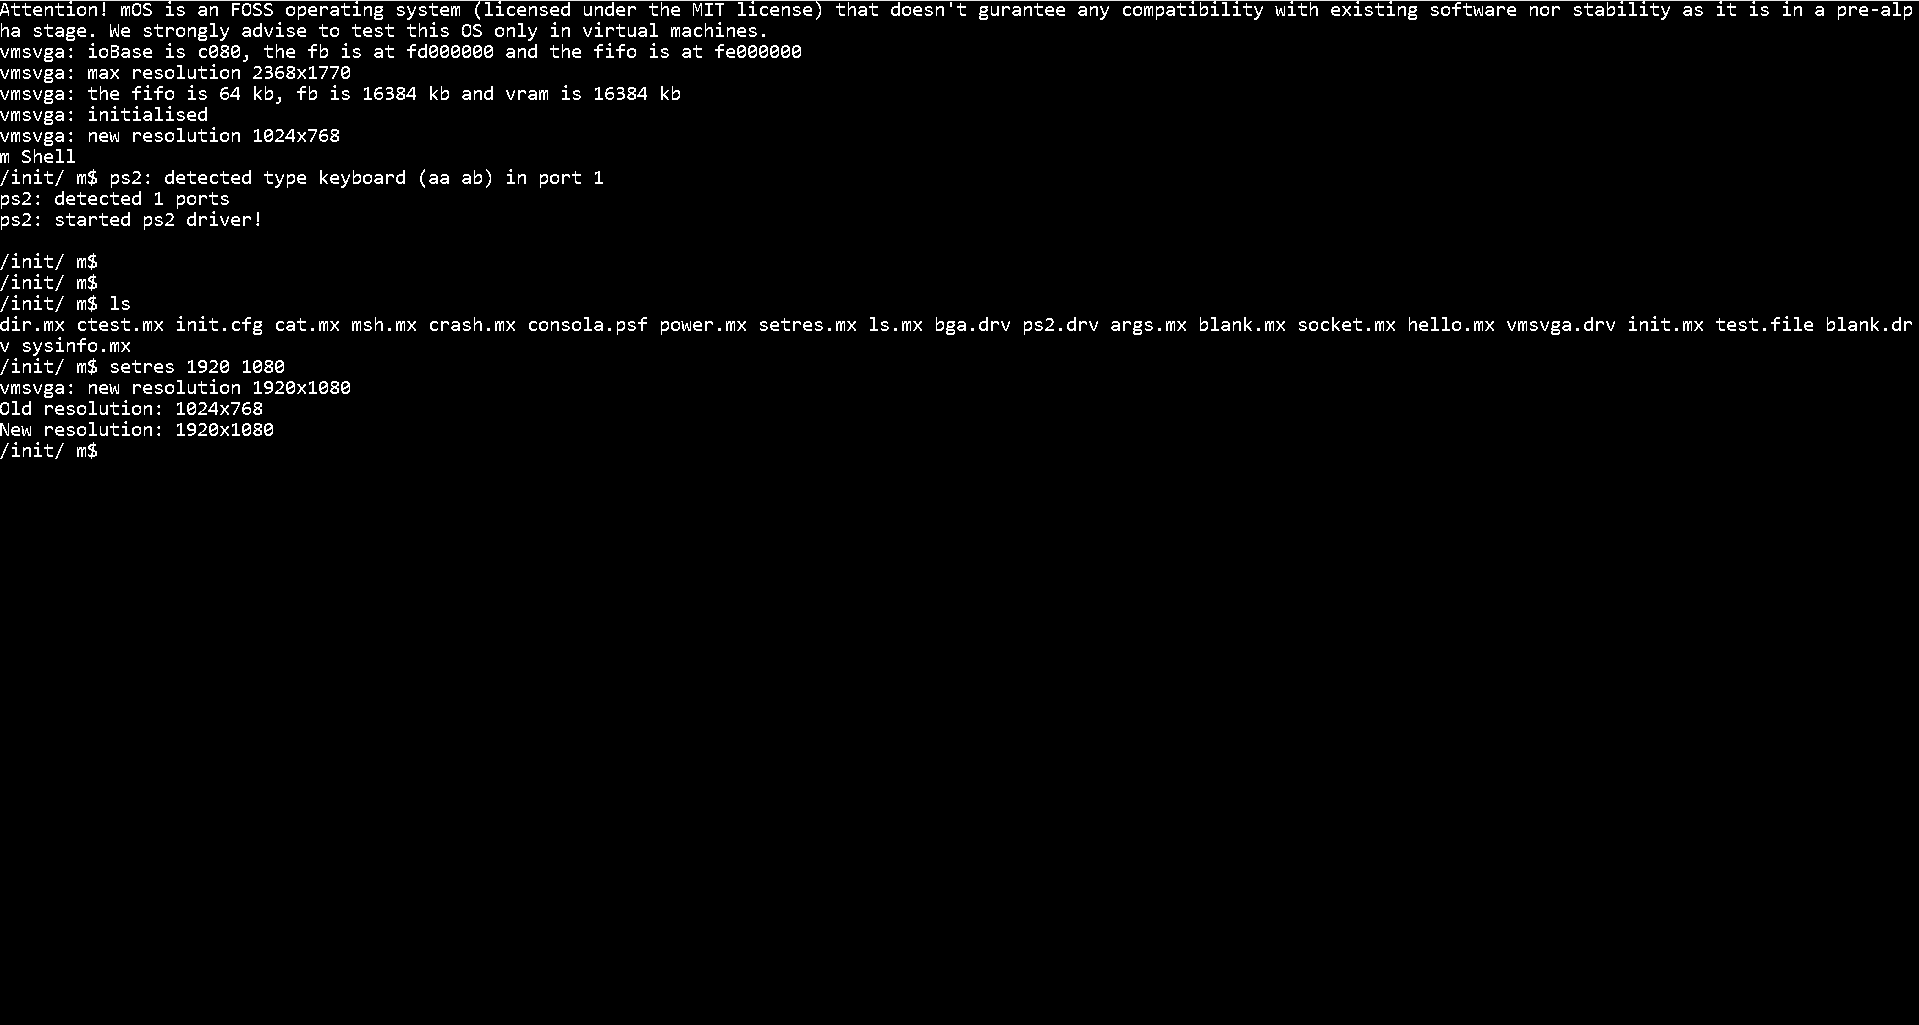 Attention! mOS is an FOSS operating system (licensed under the MIT license) that doesn't gurantee any compatibility with existing software nor stability as it is in a pre-alp
ha stage. We strongly advise to test this OS only in virtual machines.
vmsvga: ioBase is c080, the fb is at fd000000 and the fifo is at fe000000
vmsvga: max resolution 2368x1770
vmsvga: the fifo is 64 kb, fb is 16384 kb and vram is 16384 kb
vmsvga: initialised
vmsvga: new resolution 1024x768
m Shell
/init/ m$ ps2: detected type keyboard (aa ab) in port 1
ps2: detected 1 ports
ps2: started ps2 driver!
/init/ m$
/init/ m$
/init/ m$ ls
dir.mx ctest.mx init.cfg cat.mx msh.mx crash.mx consola.psf power.mx setres.mx ls.mx bga.drv ps2.drv args.mx blank.mx socket.mx hello.mx vmsvga.drv init.mx test.file blank.dr
v sysinfo.mx
/init/ m$ setres 1920 1080
vmsvga: new resolution 1920x1080
Old resolution: 1024x768
New resolution: 1920x1080
/init/ m$